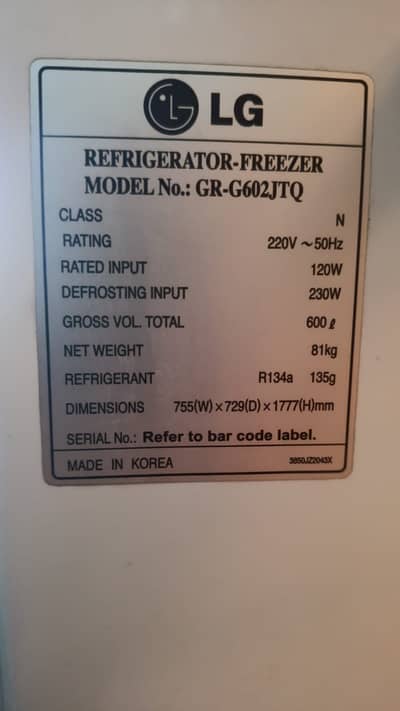 LG
REFRIGERATOR-FREEZER
MODEL No.: GR-G602JTQ
CLASS N
RATING 220V ~ 50Hz
RATED INPUT 120W
DEFROSTING INPUT 230W
GROSS VOL. TOTAL 600 ℓ
NET WEIGHT 81kg
REFRIGERANT R134a 135g
DIMENSIONS 755(W) × 729(D) × 1777(H)mm
SERIAL No.: Refer to bar code label.
MADE IN KOREA 3850JZ2043X